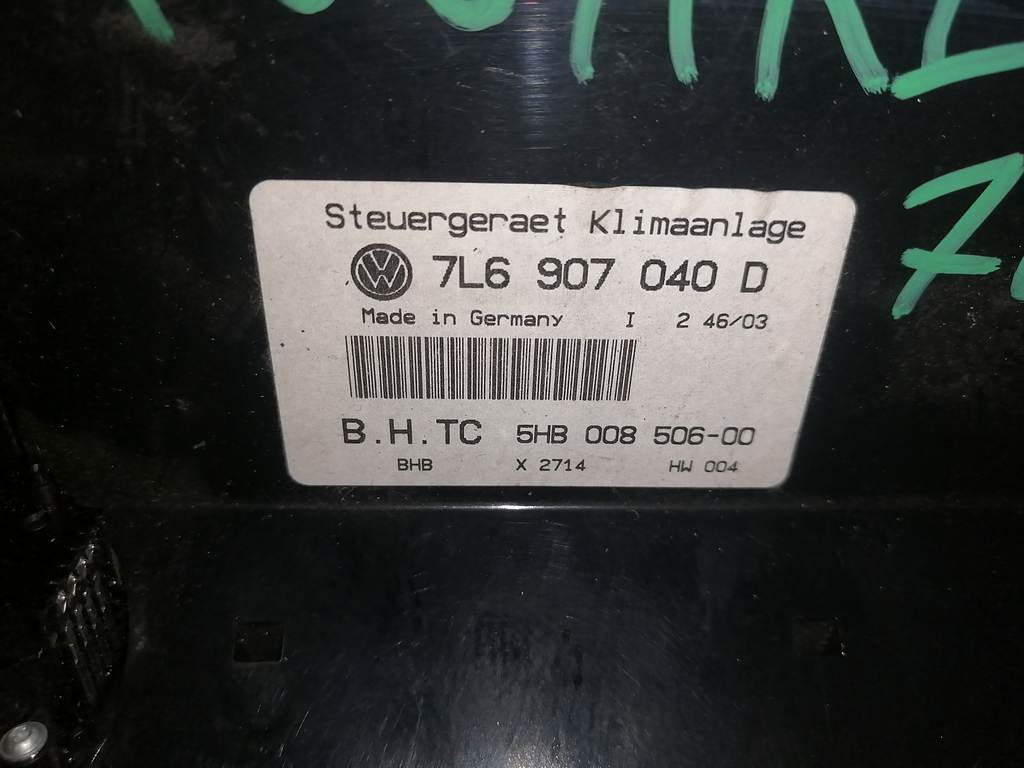 Steuergeraet Klimaanlage
VW 7L6 907 040 D
Made in Germany I 2 46/03
B.H.TC 5HB 008 506-00
BHB X 2714 HW 004